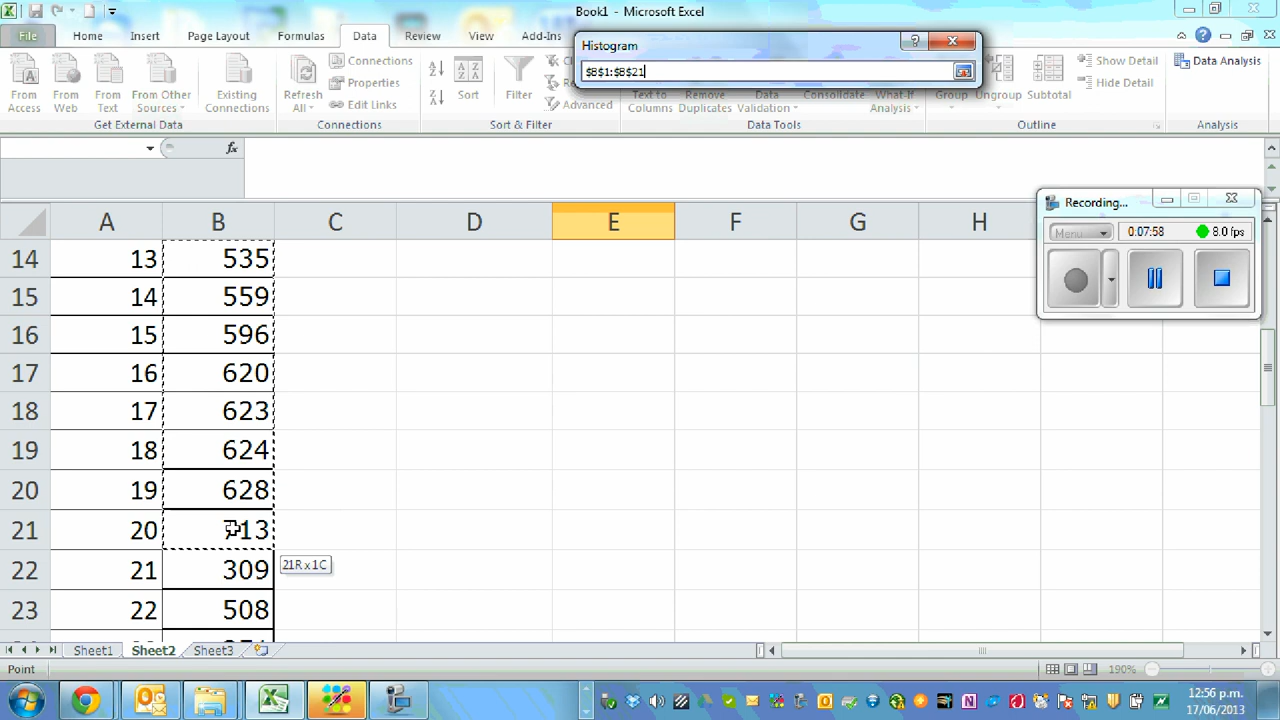 Book1 - Microsoft Excel
File Home Insert Page Layout Formulas Data Review View Add-Ins
Histogram
$B$1:$B$21
From Access
From Web
From Text
From Other Sources
Existing Connections
Refresh All
Connections
Properties
Edit Links
Sort
Filter
Advanced
Text to Columns
Remove Duplicates
Data Validation
Consolidate
What-If Analysis
Group
Ungroup
Subtotal
Show Detail
Hide Detail
Data Analysis
Get External Data
Connections
Sort & Filter
Data Tools
Outline
Analysis
fx
Recording...
Menu 0:07:58 8.0 fps
A B C D E F G H
14 13 535
15 14 559
16 15 596
17 16 620
18 17 623
19 18 624
20 19 628
21 20 13
21R x 1C
22 21 309
23 22 508
Sheet1 Sheet2 Sheet3
Point 190%
12:56 p.m.
17/06/2013